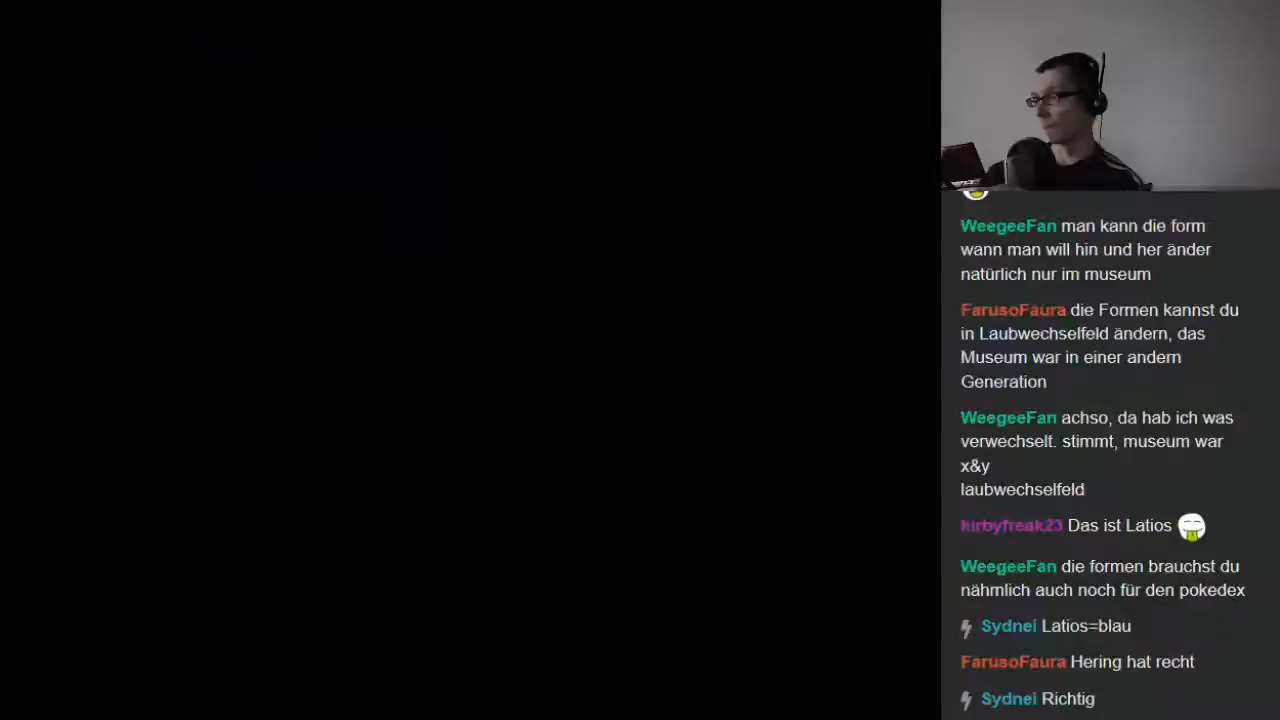 WeegeeFan man kann die form
wann man will hin und her änder
natürlich nur im museum
FarusoFaura die Formen kannst du
in Laubwechselfeld ändern, das
Museum war in einer andern
Generation
WeegeeFan achso, da hab ich was
verwechselt. stimmt, museum war
x&y
laubwechselfeld
kirbyfreak23 Das ist Latios
WeegeeFan die formen brauchst du
nähmlich auch noch für den pokedex
Sydnei Latios=blau
FarusoFaura Hering hat recht
Sydnei Richtig